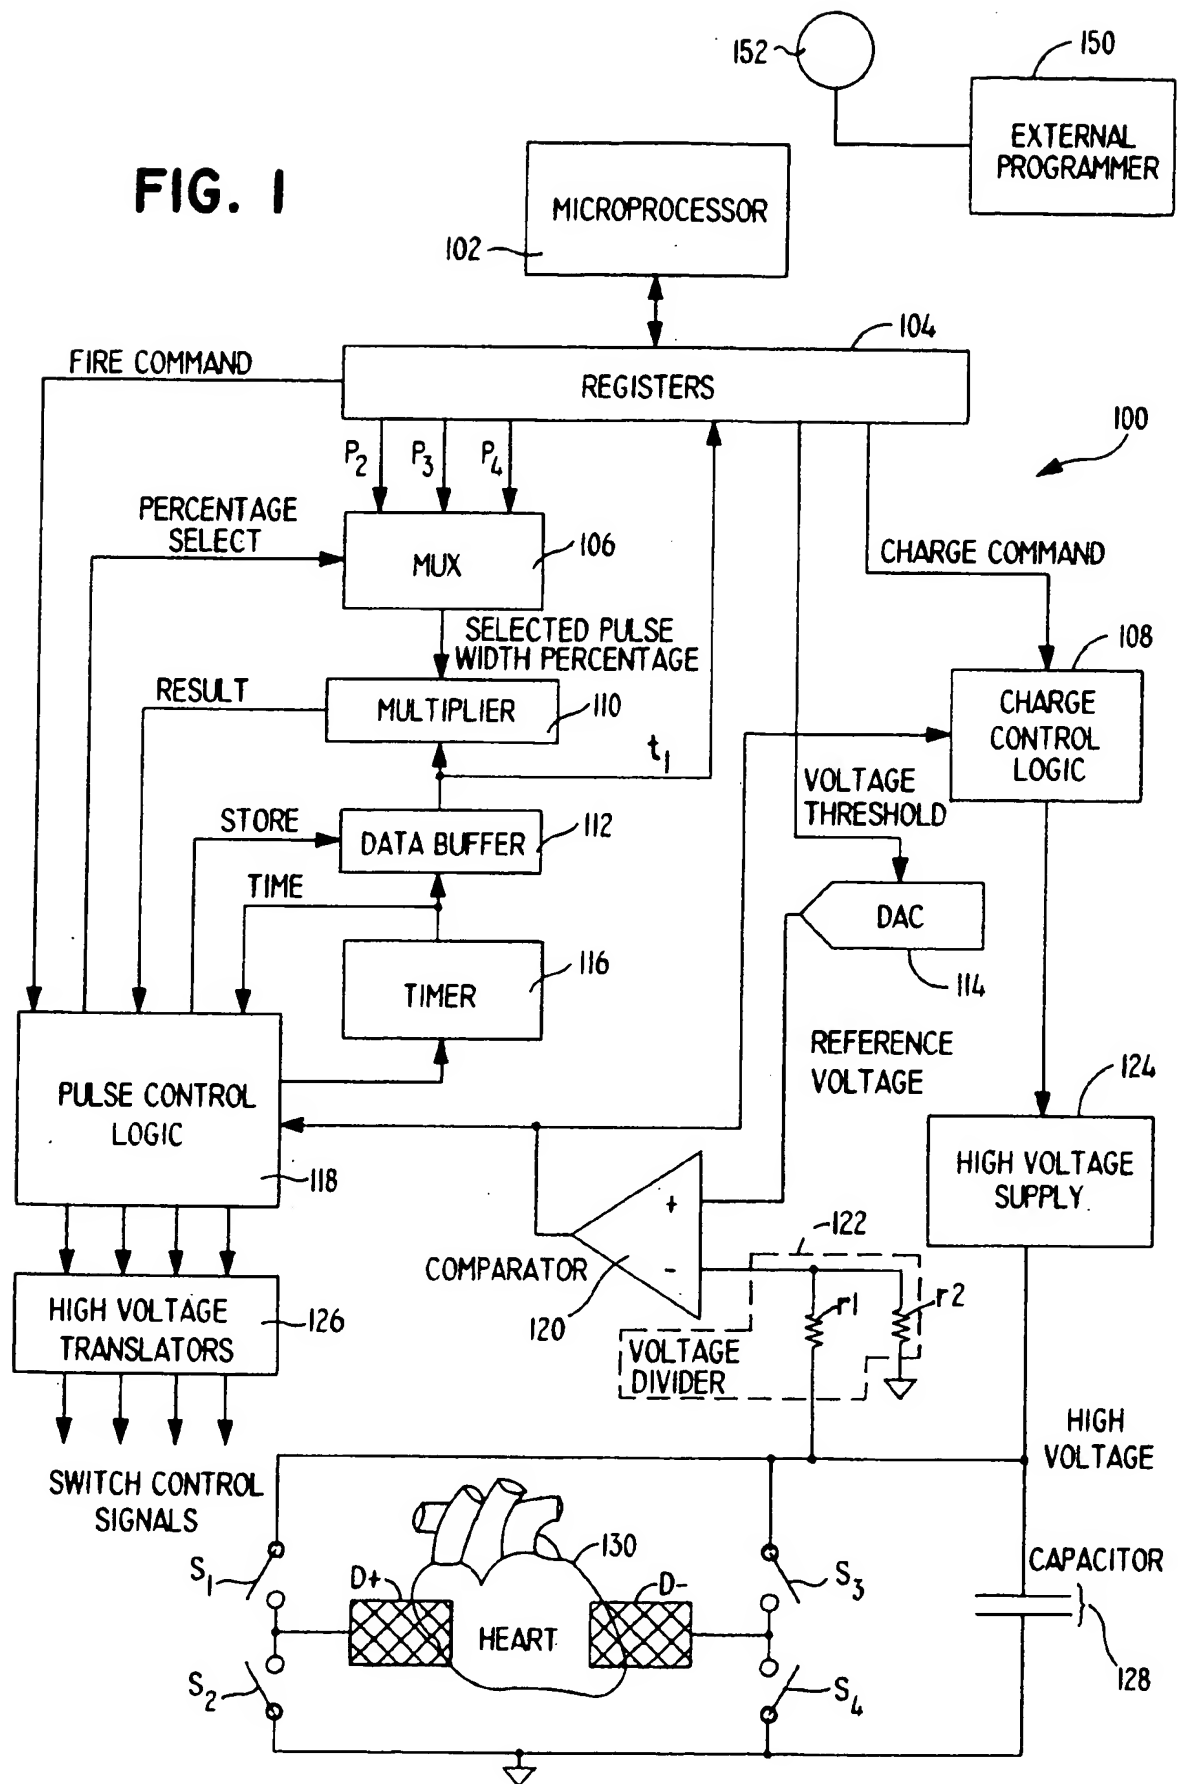 152
150
EXTERNAL
PROGRAMMER
FIG. 1
MICROPROCESSOR
102
104
FIRE COMMAND
REGISTERS
100
P2
P3
P4
PERCENTAGE
SELECT
MUX
106
CHARGE COMMAND
SELECTED PULSE
WIDTH PERCENTAGE
108
RESULT
MULTIPLIER
110
CHARGE
CONTROL
LOGIC
t1
VOLTAGE
THRESHOLD
STORE
DATA BUFFER
112
TIME
DAC
114
TIMER
116
REFERENCE
VOLTAGE
PULSE CONTROL
LOGIC
118
124
HIGH VOLTAGE
SUPPLY
+
-
COMPARATOR
120
122
r1
r2
VOLTAGE
DIVIDER
HIGH VOLTAGE
TRANSLATORS
126
HIGH
VOLTAGE
SWITCH CONTROL
SIGNALS
130
S1
D+
D-
S3
CAPACITOR
HEART
S2
S4
128